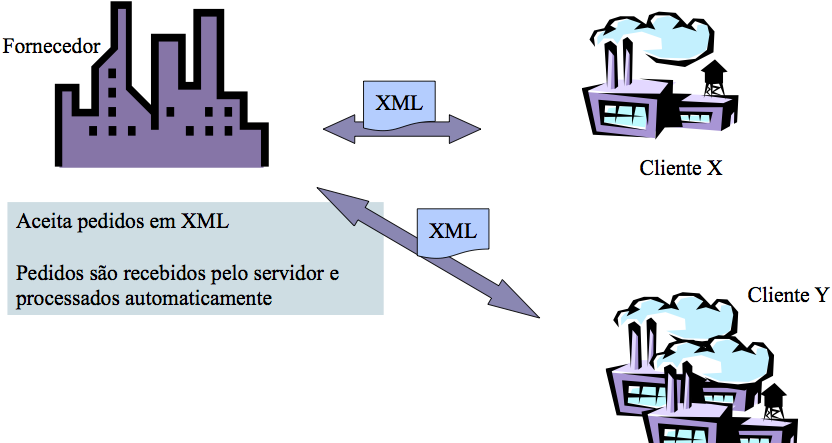 Fornecedor
XML
Cliente X
Aceita pedidos em XML
XML
Pedidos são recebidos pelo servidor e
processados automaticamente
Cliente Y